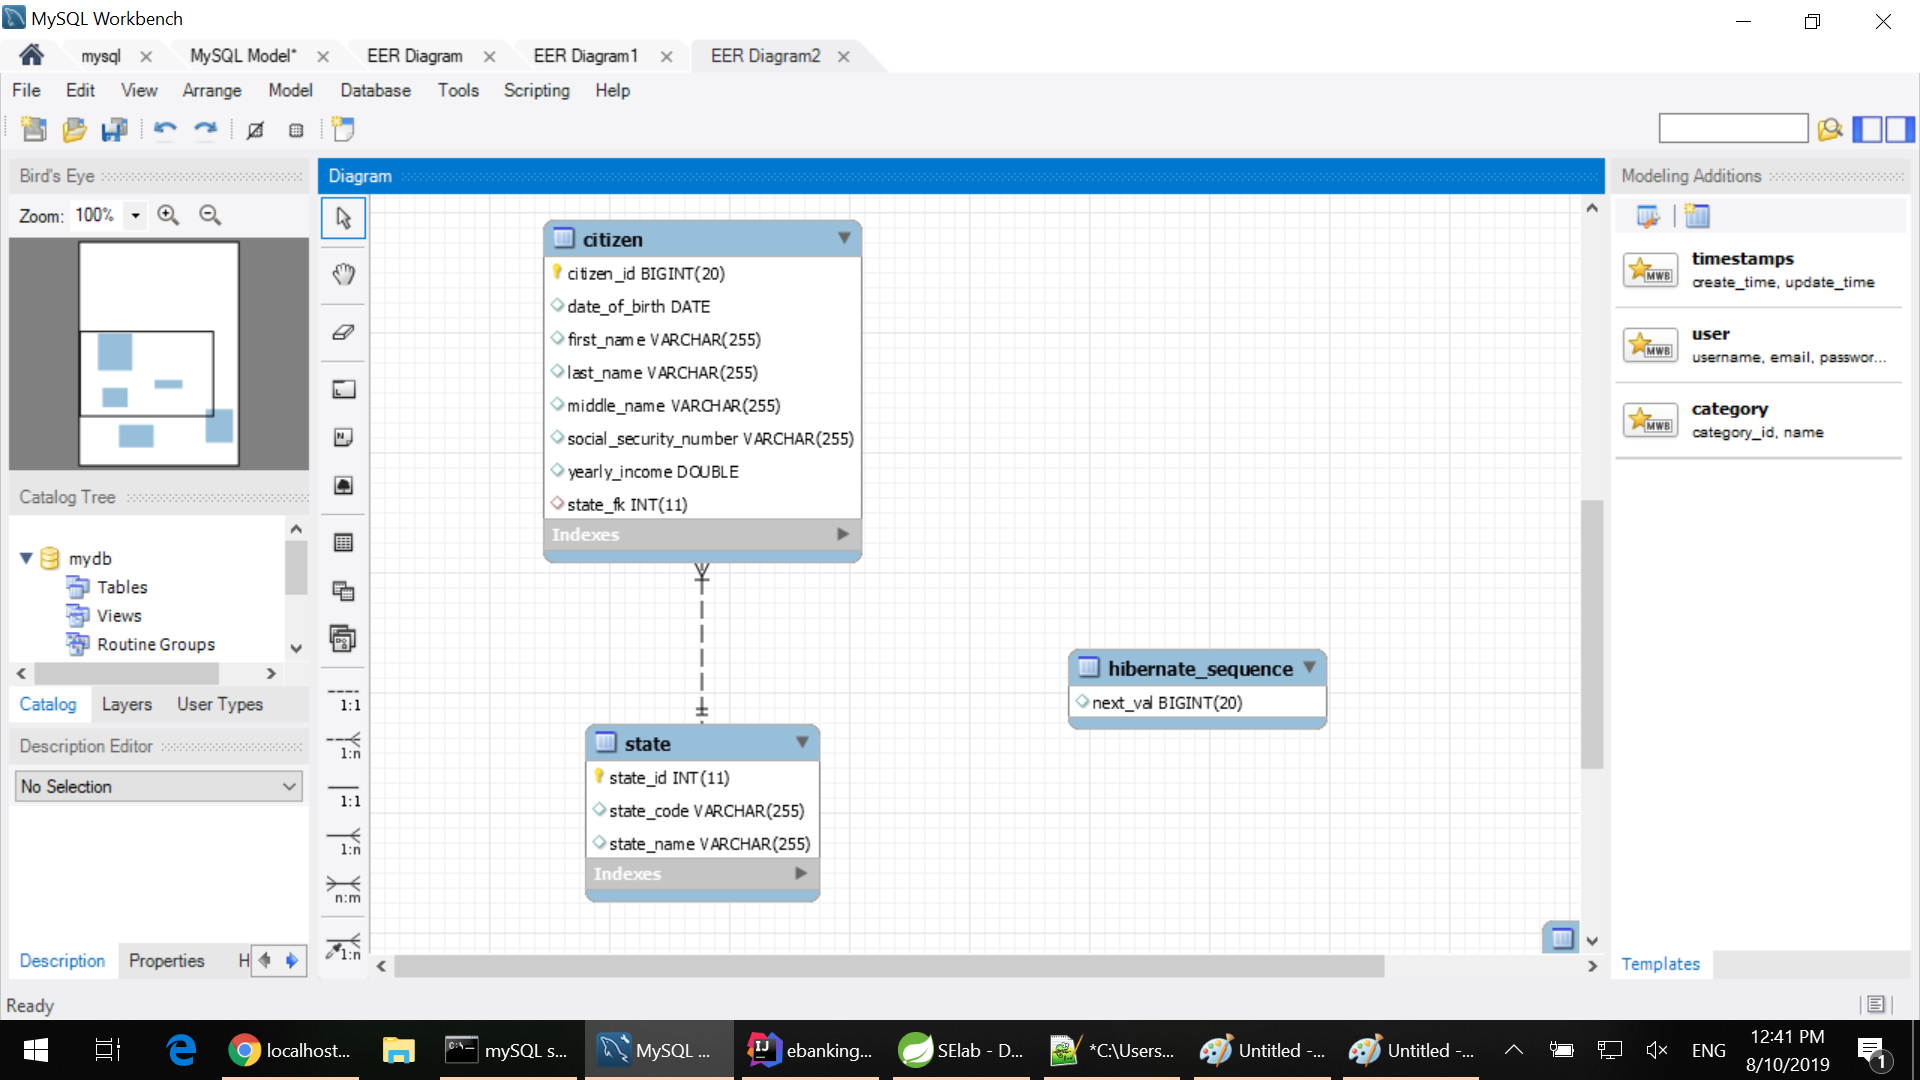 MySQL Workbench
mysql
MySQL Model*
EER Diagram
EER Diagram1
EER Diagram2
File Edit View Arrange Model Database Tools Scripting Help
Bird's Eye
Zoom: 100%
Catalog Tree
mydb
Tables
Views
Routine Groups
Catalog Layers User Types
Description Editor
No Selection
Description Properties H
Ready
Diagram
1:1
1:n
1:1
1:n
n:m
1:n
citizen
citizen_id BIGINT(20)
date_of_birth DATE
first_name VARCHAR(255)
last_name VARCHAR(255)
middle_name VARCHAR(255)
social_security_number VARCHAR(255)
yearly_income DOUBLE
state_fk INT(11)
Indexes
state
state_id INT(11)
state_code VARCHAR(255)
state_name VARCHAR(255)
Indexes
hibernate_sequence
next_val BIGINT(20)
Modeling Additions
MWB
timestamps
create_time, update_time
MWB
user
username, email, passwor...
MWB
category
category_id, name
Templates
localhost...
mySQL s...
MySQL ...
ebanking...
SElab - D...
*C:\Users...
Untitled -...
Untitled -...
ENG
12:41 PM
8/10/2019
1